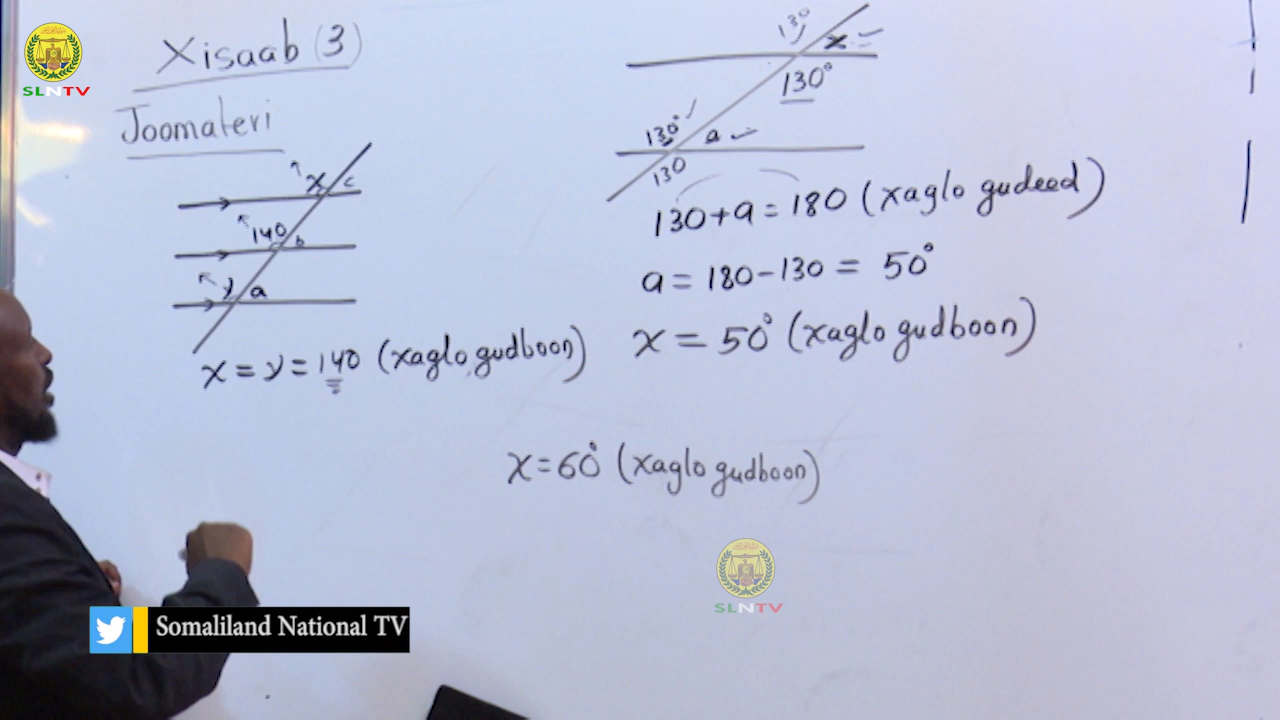 SLNTV
Xisaab (3)
Joomateri
x c
140 b
y a
x = y = 140 (xaglo gudboon)
130 x
130°
130° a
130
130+a = 180 (xaglo gudeed)
a = 180-130 = 50°
x = 50° (xaglo gudboon)
x = 60° (xaglo gudboon)
SLNTV
Somaliland National TV